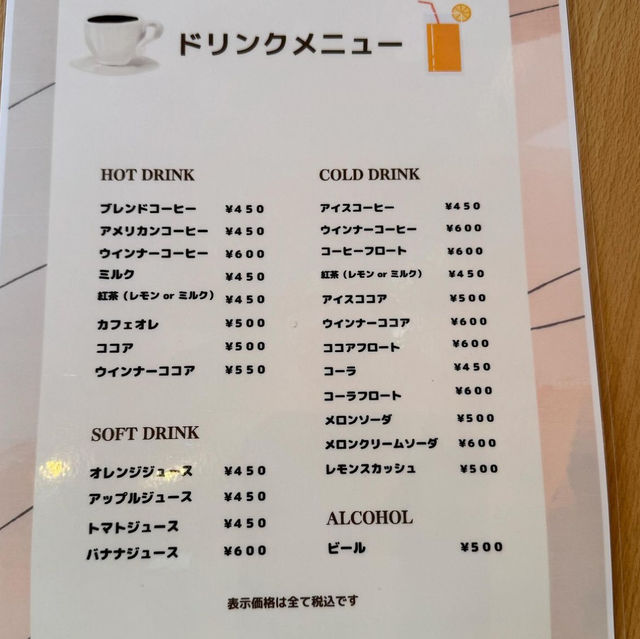 ドリンクメニュー
HOT DRINK
ブレンドコーヒー ¥450
アメリカンコーヒー ¥450
ウインナーコーヒー ¥600
ミルク ¥450
紅茶（レモン or ミルク） ¥450
カフェオレ ¥500
ココア ¥500
ウインナーココア ¥550
SOFT DRINK
オレンジジュース ¥450
アップルジュース ¥450
トマトジュース ¥450
バナナジュース ¥600
COLD DRINK
アイスコーヒー ¥450
ウインナーコーヒー ¥600
コーヒーフロート ¥600
紅茶（レモン or ミルク） ¥450
アイスココア ¥500
ウインナーココア ¥600
ココアフロート ¥600
コーラ ¥450
コーラフロート ¥600
メロンソーダ ¥500
メロンクリームソーダ ¥600
レモンスカッシュ ¥500
ALCOHOL
ビール ¥500
表示価格は全て税込です